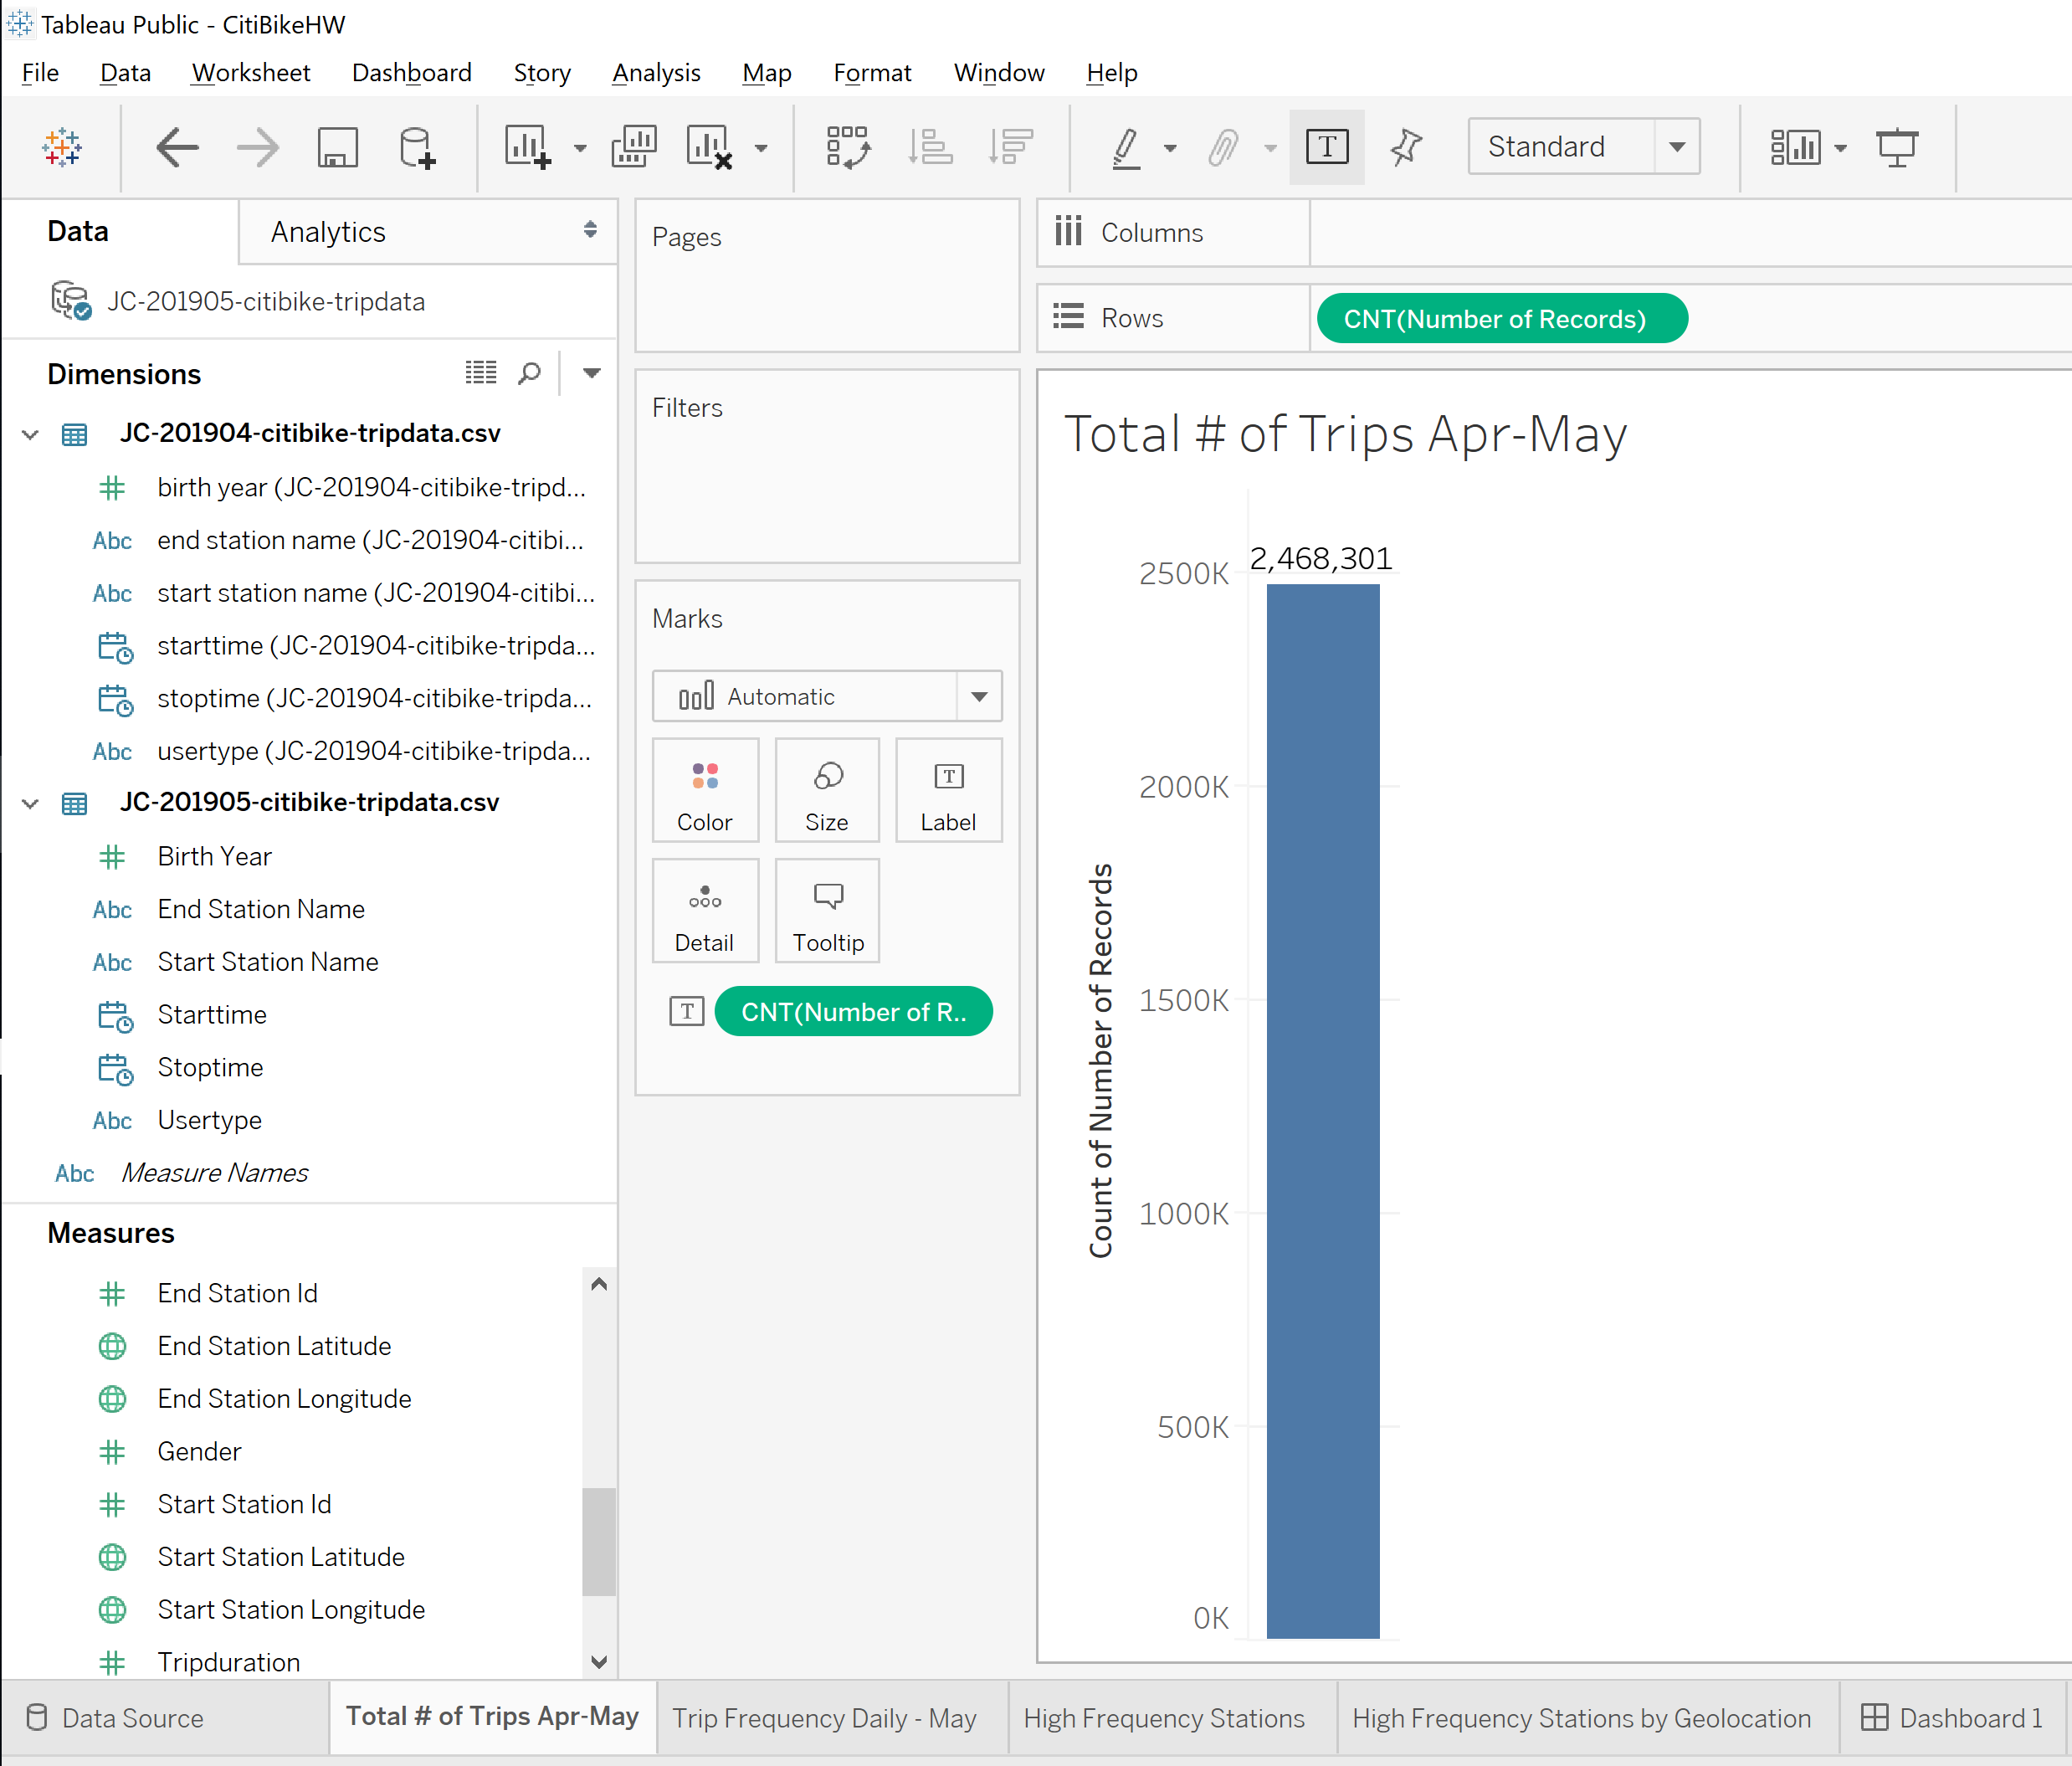 Tableau Public - CitiBikeHW
File Data Worksheet Dashboard Story Analysis Map Format Window Help
Standard
Data
Analytics
JC-201905-citibike-tripdata
Dimensions
JC-201904-citibike-tripdata.csv
birth year (JC-201904-citibike-tripd...
Abc end station name (JC-201904-citibi...
Abc start station name (JC-201904-citibi...
starttime (JC-201904-citibike-tripda...
stoptime (JC-201904-citibike-tripda...
Abc usertype (JC-201904-citibike-tripda...
JC-201905-citibike-tripdata.csv
Birth Year
Abc End Station Name
Abc Start Station Name
Starttime
Stoptime
Abc Usertype
Abc Measure Names
Measures
End Station Id
End Station Latitude
End Station Longitude
Gender
Start Station Id
Start Station Latitude
Start Station Longitude
Tripduration
Pages
Filters
Marks
Automatic
Color Size Label
Detail Tooltip
CNT(Number of R..
Columns
Rows CNT(Number of Records)
Total # of Trips Apr-May
2,468,301
2500K
2000K
1500K
1000K
500K
0K
Count of Number of Records
Data Source Total # of Trips Apr-May Trip Frequency Daily - May High Frequency Stations High Frequency Stations by Geolocation Dashboard 1